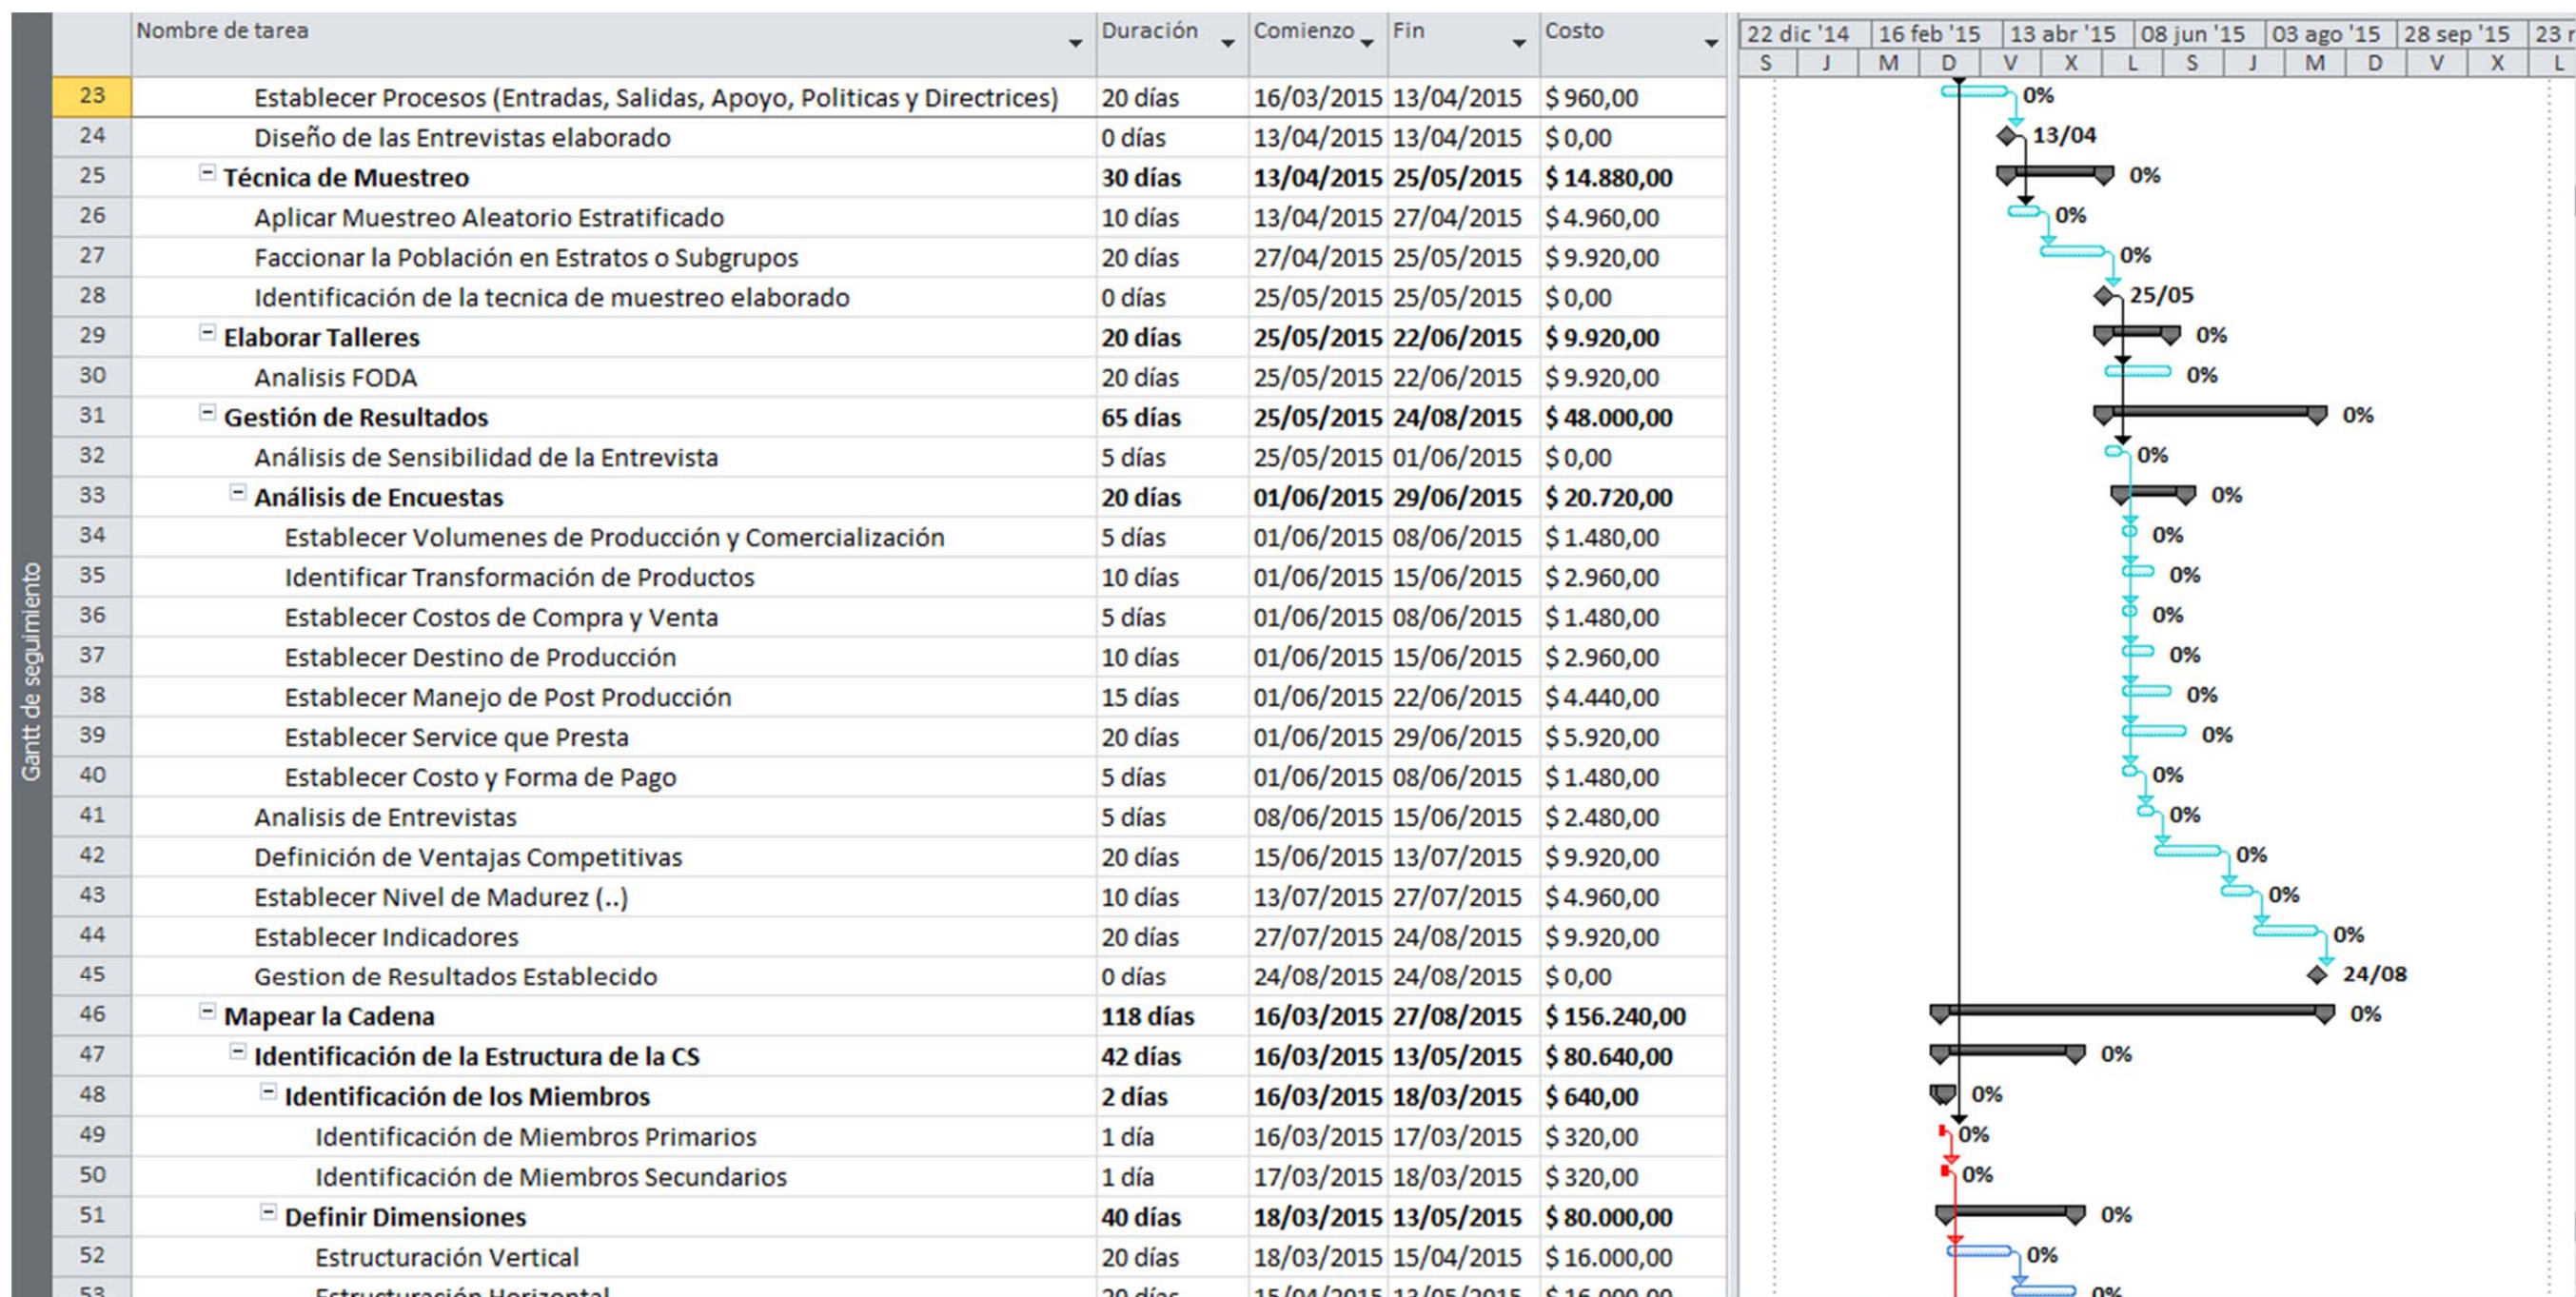 Nombre de tarea Duración Comienzo Fin Costo 22 dic '14 16 feb '15 13 abr '15 08 jun '15 03 ago '15 28 sep '15 23
S J M D V X L S J M D V X L
23 Establecer Procesos (Entradas, Salidas, Apoyo, Politicas y Directrices) 20 días 16/03/2015 13/04/2015 $ 960,00 0%
24 Diseño de las Entrevistas elaborado 0 días 13/04/2015 13/04/2015 $ 0,00 13/04
25 Técnica de Muestreo 30 días 13/04/2015 25/05/2015 $ 14.880,00 0%
26 Aplicar Muestreo Aleatorio Estratificado 10 días 13/04/2015 27/04/2015 $ 4.960,00 0%
27 Faccionar la Población en Estratos o Subgrupos 20 días 27/04/2015 25/05/2015 $ 9.920,00 0%
28 Identificación de la tecnica de muestreo elaborado 0 días 25/05/2015 25/05/2015 $ 0,00 25/05
29 Elaborar Talleres 20 días 25/05/2015 22/06/2015 $ 9.920,00 0%
30 Analisis FODA 20 días 25/05/2015 22/06/2015 $ 9.920,00 0%
31 Gestión de Resultados 65 días 25/05/2015 24/08/2015 $ 48.000,00 0%
32 Análisis de Sensibilidad de la Entrevista 5 días 25/05/2015 01/06/2015 $ 0,00 0%
33 Análisis de Encuestas 20 días 01/06/2015 29/06/2015 $ 20.720,00 0%
34 Establecer Volumenes de Producción y Comercialización 5 días 01/06/2015 08/06/2015 $ 1.480,00 0%
35 Identificar Transformación de Productos 10 días 01/06/2015 15/06/2015 $ 2.960,00 0%
36 Establecer Costos de Compra y Venta 5 días 01/06/2015 08/06/2015 $ 1.480,00 0%
37 Establecer Destino de Producción 10 días 01/06/2015 15/06/2015 $ 2.960,00 0%
38 Establecer Manejo de Post Producción 15 días 01/06/2015 22/06/2015 $ 4.440,00 0%
39 Establecer Service que Presta 20 días 01/06/2015 29/06/2015 $ 5.920,00 0%
40 Establecer Costo y Forma de Pago 5 días 01/06/2015 08/06/2015 $ 1.480,00 0%
41 Analisis de Entrevistas 5 días 08/06/2015 15/06/2015 $ 2.480,00 0%
42 Definición de Ventajas Competitivas 20 días 15/06/2015 13/07/2015 $ 9.920,00 0%
43 Establecer Nivel de Madurez (..) 10 días 13/07/2015 27/07/2015 $ 4.960,00 0%
44 Establecer Indicadores 20 días 27/07/2015 24/08/2015 $ 9.920,00 0%
45 Gestion de Resultados Establecido 0 días 24/08/2015 24/08/2015 $ 0,00 24/08
46 Mapear la Cadena 118 días 16/03/2015 27/08/2015 $ 156.240,00 0%
47 Identificación de la Estructura de la CS 42 días 16/03/2015 13/05/2015 $ 80.640,00 0%
48 Identificación de los Miembros 2 días 16/03/2015 18/03/2015 $ 640,00 0%
49 Identificación de Miembros Primarios 1 día 16/03/2015 17/03/2015 $ 320,00 0%
50 Identificación de Miembros Secundarios 1 día 17/03/2015 18/03/2015 $ 320,00 0%
51 Definir Dimensiones 40 días 18/03/2015 13/05/2015 $ 80.000,00 0%
52 Estructuración Vertical 20 días 18/03/2015 15/04/2015 $ 16.000,00 0%
53 Estructuración Horizontal 20 días 15/04/2015 13/05/2015 $ 16.000,00 0%
Gantt de seguimiento